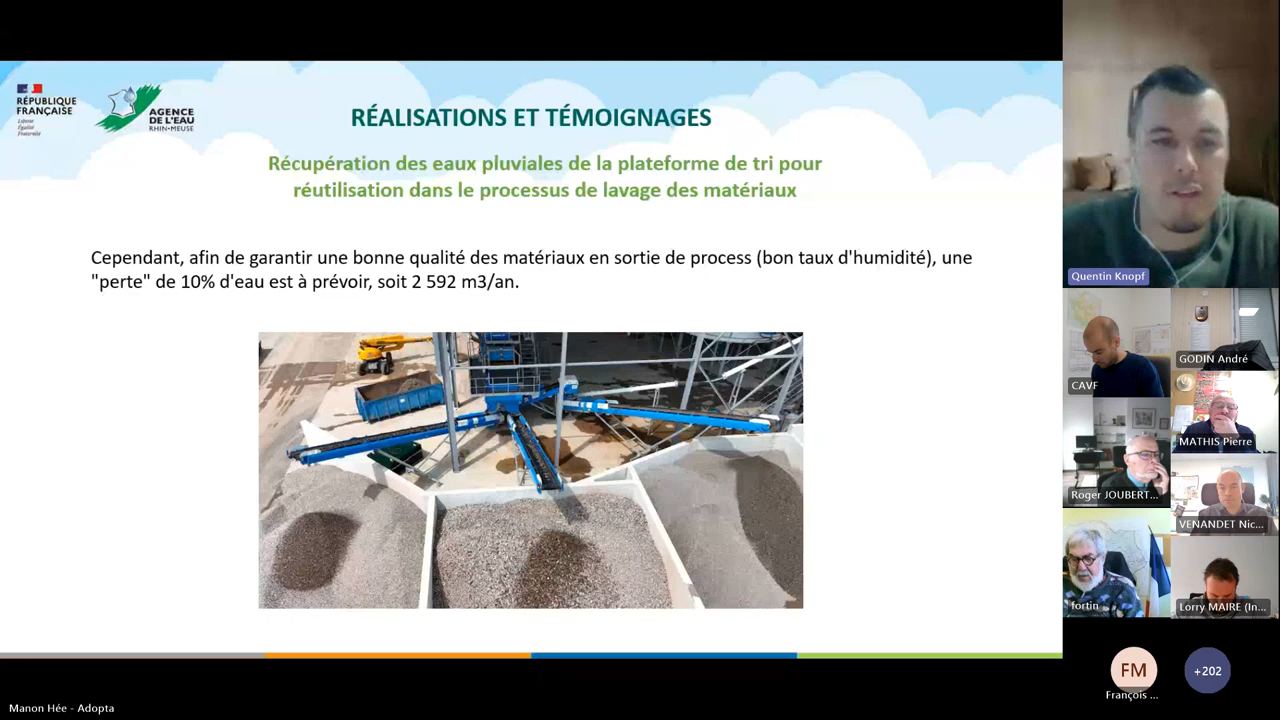 RÉPUBLIQUE
FRANÇAISE
Liberté
Égalité
Fraternité
AGENCE
DE L'EAU
RHIN•MEUSE
RÉALISATIONS ET TÉMOIGNAGES
Récupération des eaux pluviales de la plateforme de tri pour
réutilisation dans le processus de lavage des matériaux
Cependant, afin de garantir une bonne qualité des matériaux en sortie de process (bon taux d'humidité), une
"perte" de 10% d'eau est à prévoir, soit 2 592 m3/an.
Quentin Knopf
CAVF
GODIN André
MATHIS Pierre
Roger JOUBERT...
VENANDET Nic...
fortin
Lorry MAIRE (In...
FM
François ...
+202
Manon Hée - Adopta